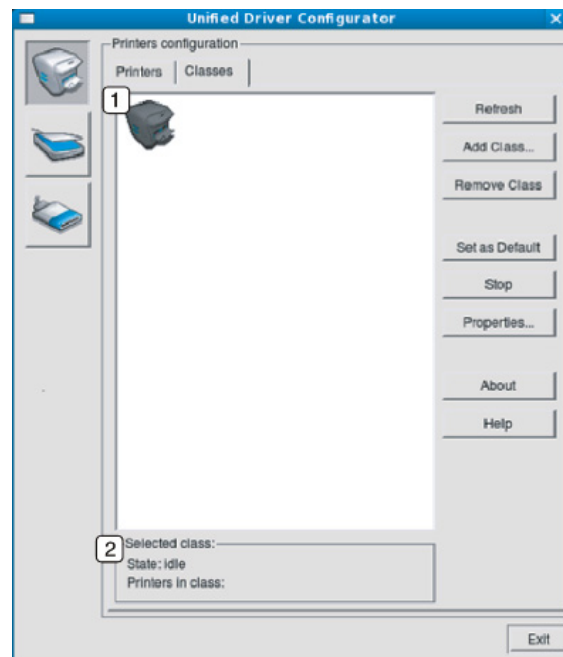 Unified Driver Configurator
Printers configuration
Printers
Classes
1
Refresh
Add Class...
Remove Class
Set as Default
Stop
Properties...
About
Help
2
Selected class:
State: idle
Printers in class:
Exit